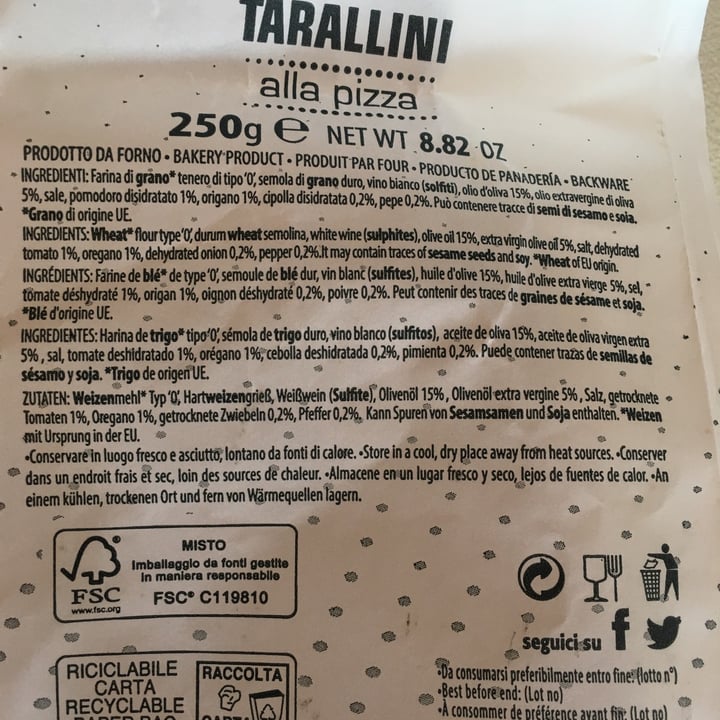 TARALLINI
alla pizza
250g ℮ NET WT 8.82 OZ
PRODOTTO DA FORNO • BAKERY PRODUCT • PRODUIT PAR FOUR • PRODUCTO DE PANADERÍA • BACKWARE
INGREDIENTI: Farina di grano* tenero di tipo '0', semola di grano duro, vino bianco (solfiti), olio d'oliva 15%, olio extravergine di oliva
5%, sale, pomodoro disidratato 1%, origano 1%, cipolla disidratata 0,2%, pepe 0,2%. Può contenere tracce di semi di sesamo e soia.
*Grano di origine UE.
INGREDIENTS: Wheat* flour type '0', durum wheat semolina, white wine (sulphites), olive oil 15%, extra virgin olive oil 5%, salt, dehydrated
tomato 1%, oregano 1%, dehydrated onion 0,2%, pepper 0,2%. It may contain traces of sesame seeds and soy. *Wheat of EU origin.
INGRÉDIENTS: Farine de blé* de type '0', semoule de blé dur, vin blanc (sulfites), huile d'olive 15%, huile d'olive extra vierge 5%, sel,
tomate déshydraté 1%, origan 1%, oignon déshydraté 0,2%, poivre 0,2%. Peut contenir des traces de graines de sésame et soja.
*Blé d'origine UE.
INGREDIENTES: Harina de trigo* tipo '0', sémola de trigo duro, vino blanco (sulfitos), aceite de oliva 15%, aceite de oliva virgen extra
5% , sal, tomate deshidratado 1%, orégano 1%, cebolla deshidratada 0,2%, pimienta 0,2%. Puede contener trazas de semillas de
sésamo y soja. *Trigo de origen UE.
ZUTATEN: Weizenmehl* Typ '0', Hartweizengrieß, Weißwein (Sulfite), Olivenöl 15% , Olivenöl extra vergine 5% , Salz, getrocknete
Tomaten 1%, Oregano 1%, getrocknete Zwiebeln 0,2%, Pfeffer 0,2%, Kann Spuren von Sesamsamen und Soja enthalten. *Weizen
mit Ursprung in der EU.
•Conservare in luogo fresco e asciutto, lontano da fonti di calore. •Store in a cool, dry place away from heat sources. •Conserver
dans un endroit frais et sec, loin des sources de chaleur. •Almacene en un lugar fresco y seco, lejos de fuentes de calor. •An
einem kühlen, trockenen Ort und fern von Wärmequellen lagern.
FSC
www.fsc.org
MISTO
Imballaggio da fonti gestite
in maniera responsabile
FSC® C119810
seguici su
RICICLABILE
CARTA
RECYCLABLE
PAPER BAG
RACCOLTA
CARTA
•Da consumarsi preferibilmente entro fine: (lotto n°)
•Best before end: (Lot no)
•À consommer de préférence avant fin: (Lot no)